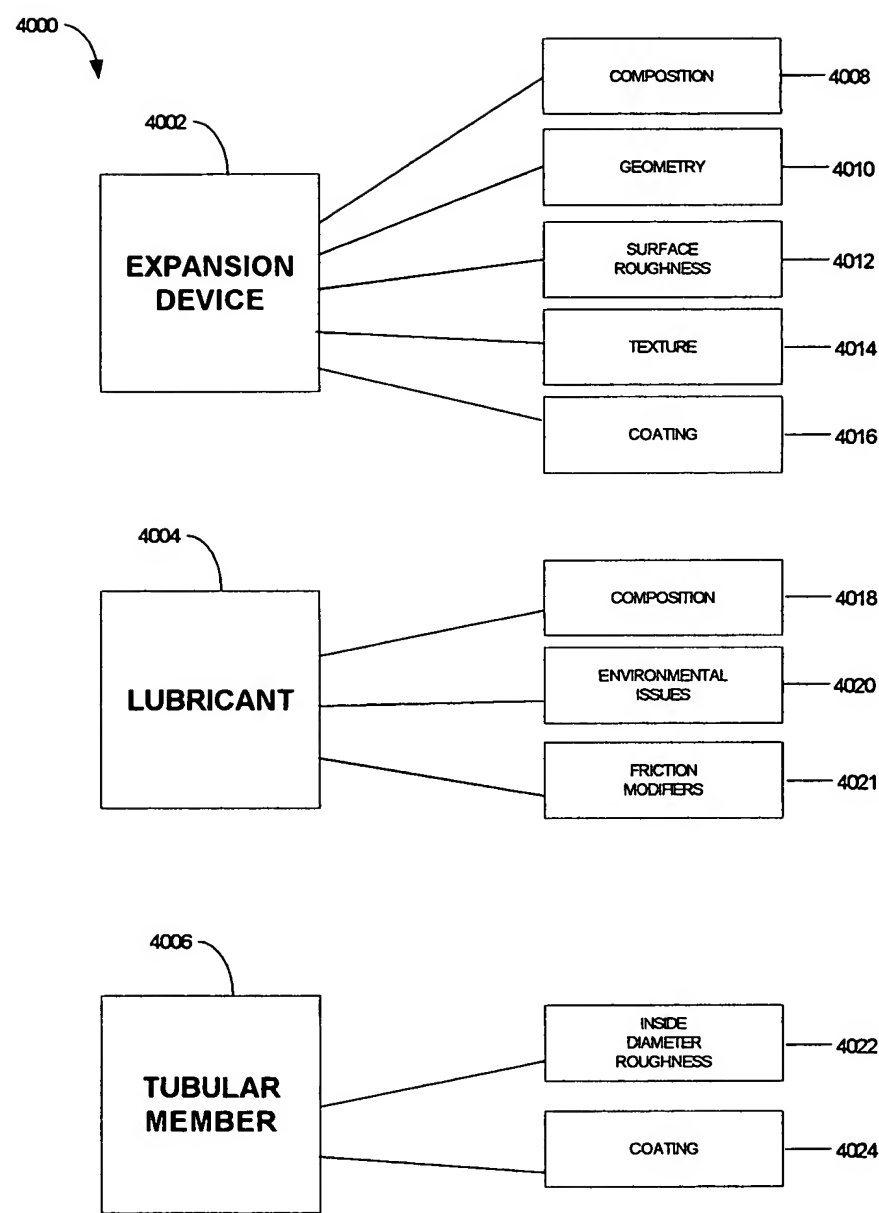 4000
COMPOSITION
4008
4002
GEOMETRY
4010
EXPANSION
DEVICE
SURFACE
ROUGHNESS
4012
TEXTURE
4014
COATING
4016
4004
COMPOSITION
4018
LUBRICANT
ENVIRONMENTAL
ISSUES
4020
FRICTION
MODIFIERS
4021
4006
TUBULAR
MEMBER
INSIDE
DIAMETER
ROUGHNESS
4022
COATING
4024